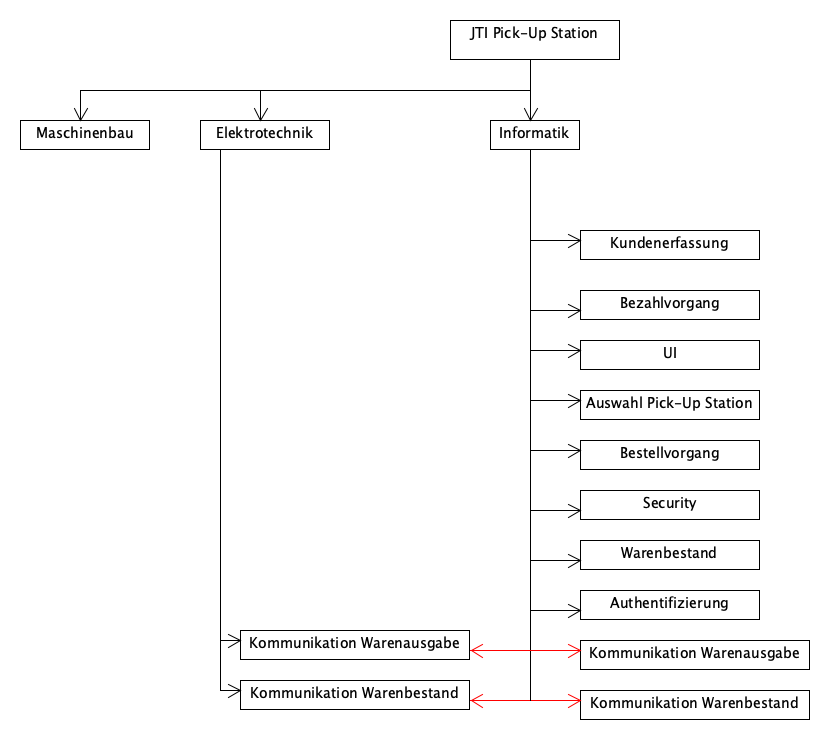 JTI Pick-Up Station
Maschinenbau
Elektrotechnik
Informatik
Kundenerfassung
Bezahlvorgang
UI
Auswahl Pick-Up Station
Bestellvorgang
Security
Warenbestand
Authentifizierung
Kommunikation Warenausgabe
Kommunikation Warenausgabe
Kommunikation Warenbestand
Kommunikation Warenbestand